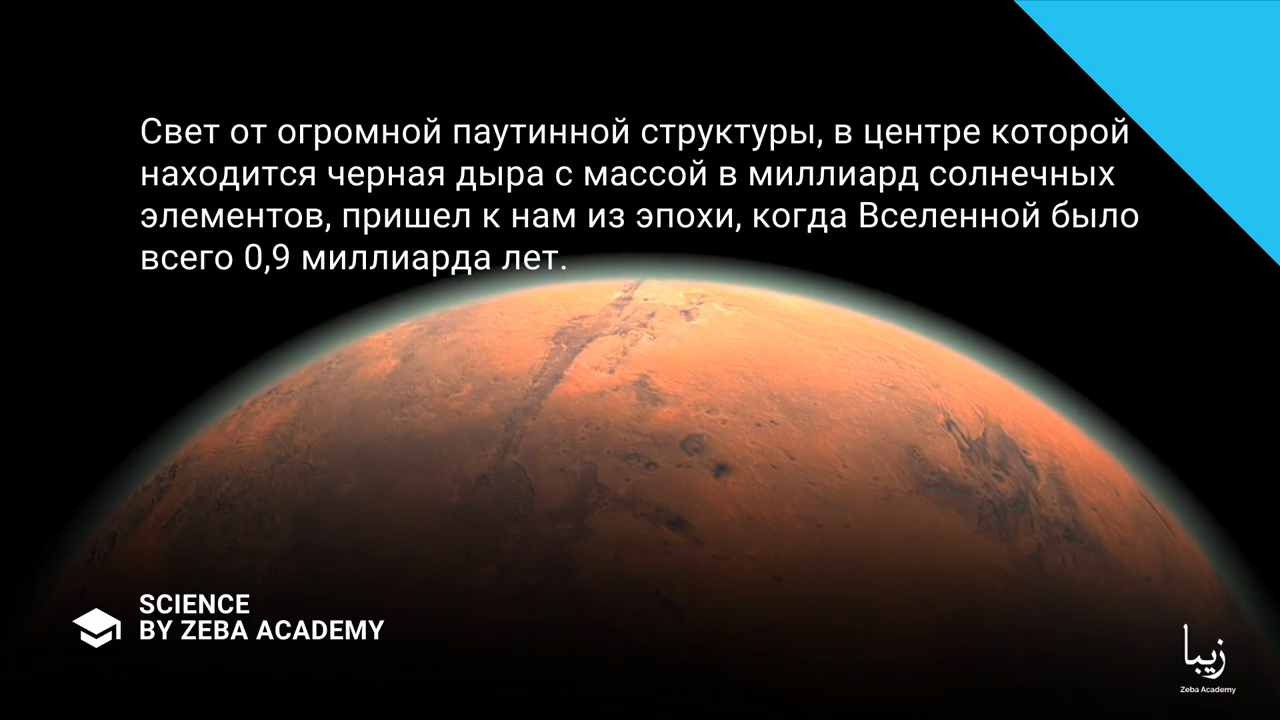 Свет от огромной паутинной структуры, в центре которой
находится черная дыра с массой в миллиард солнечных
элементов, пришел к нам из эпохи, когда Вселенной было
всего 0,9 миллиарда лет.
SCIENCE
BY ZEBA ACADEMY
زیبا
Zeba Academy